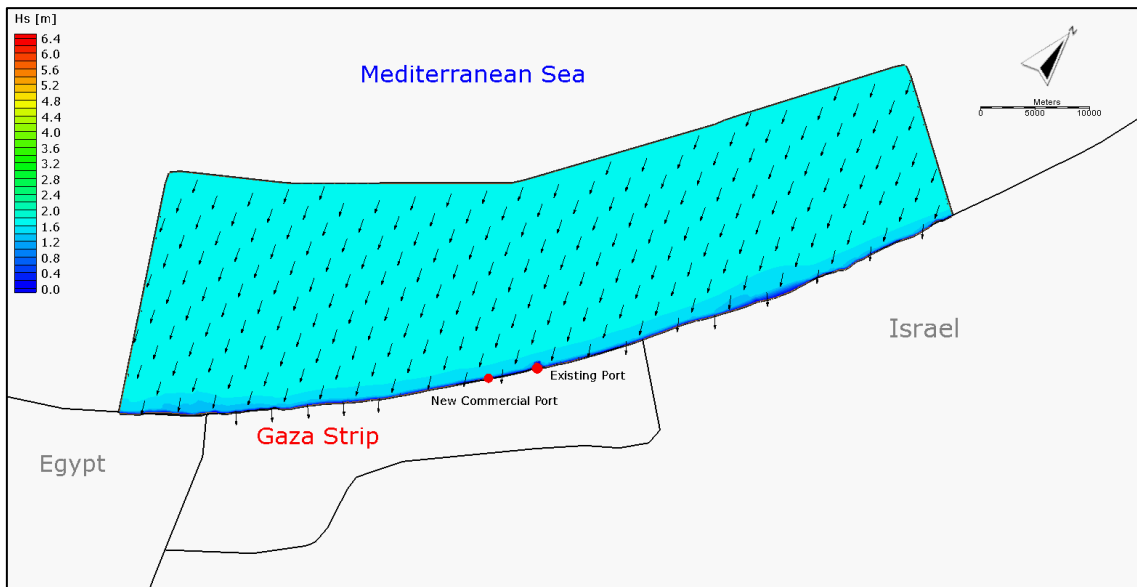 Hs [m]
6.4
6.0
5.6
5.2
4.8
4.4
4.0
3.6
3.2
2.8
2.4
2.0
1.6
1.2
0.8
0.4
0.0
Mediterranean Sea
N
Meters
0 5000 10000
Israel
Existing Port
New Commercial Port
Gaza Strip
Egypt